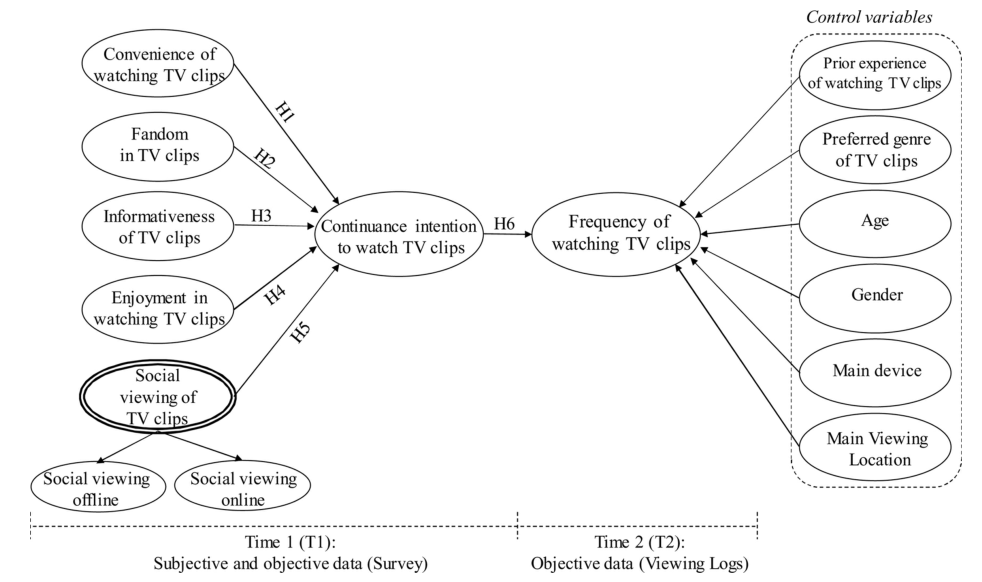 Control variables
Convenience of
watching TV clips
Fandom
in TV clips
Informativeness
of TV clips
Enjoyment in
watching TV clips
Social
viewing of
TV clips
Social viewing
offline
Social viewing
online
H1
H2
H3
H4
H5
Continuance intention
to watch TV clips
H6
Frequency of
watching TV clips
Prior experience
of watching TV clips
Preferred genre
of TV clips
Age
Gender
Main device
Main Viewing
Location
Time 1 (T1):
Subjective and objective data (Survey)
Time 2 (T2):
Objective data (Viewing Logs)